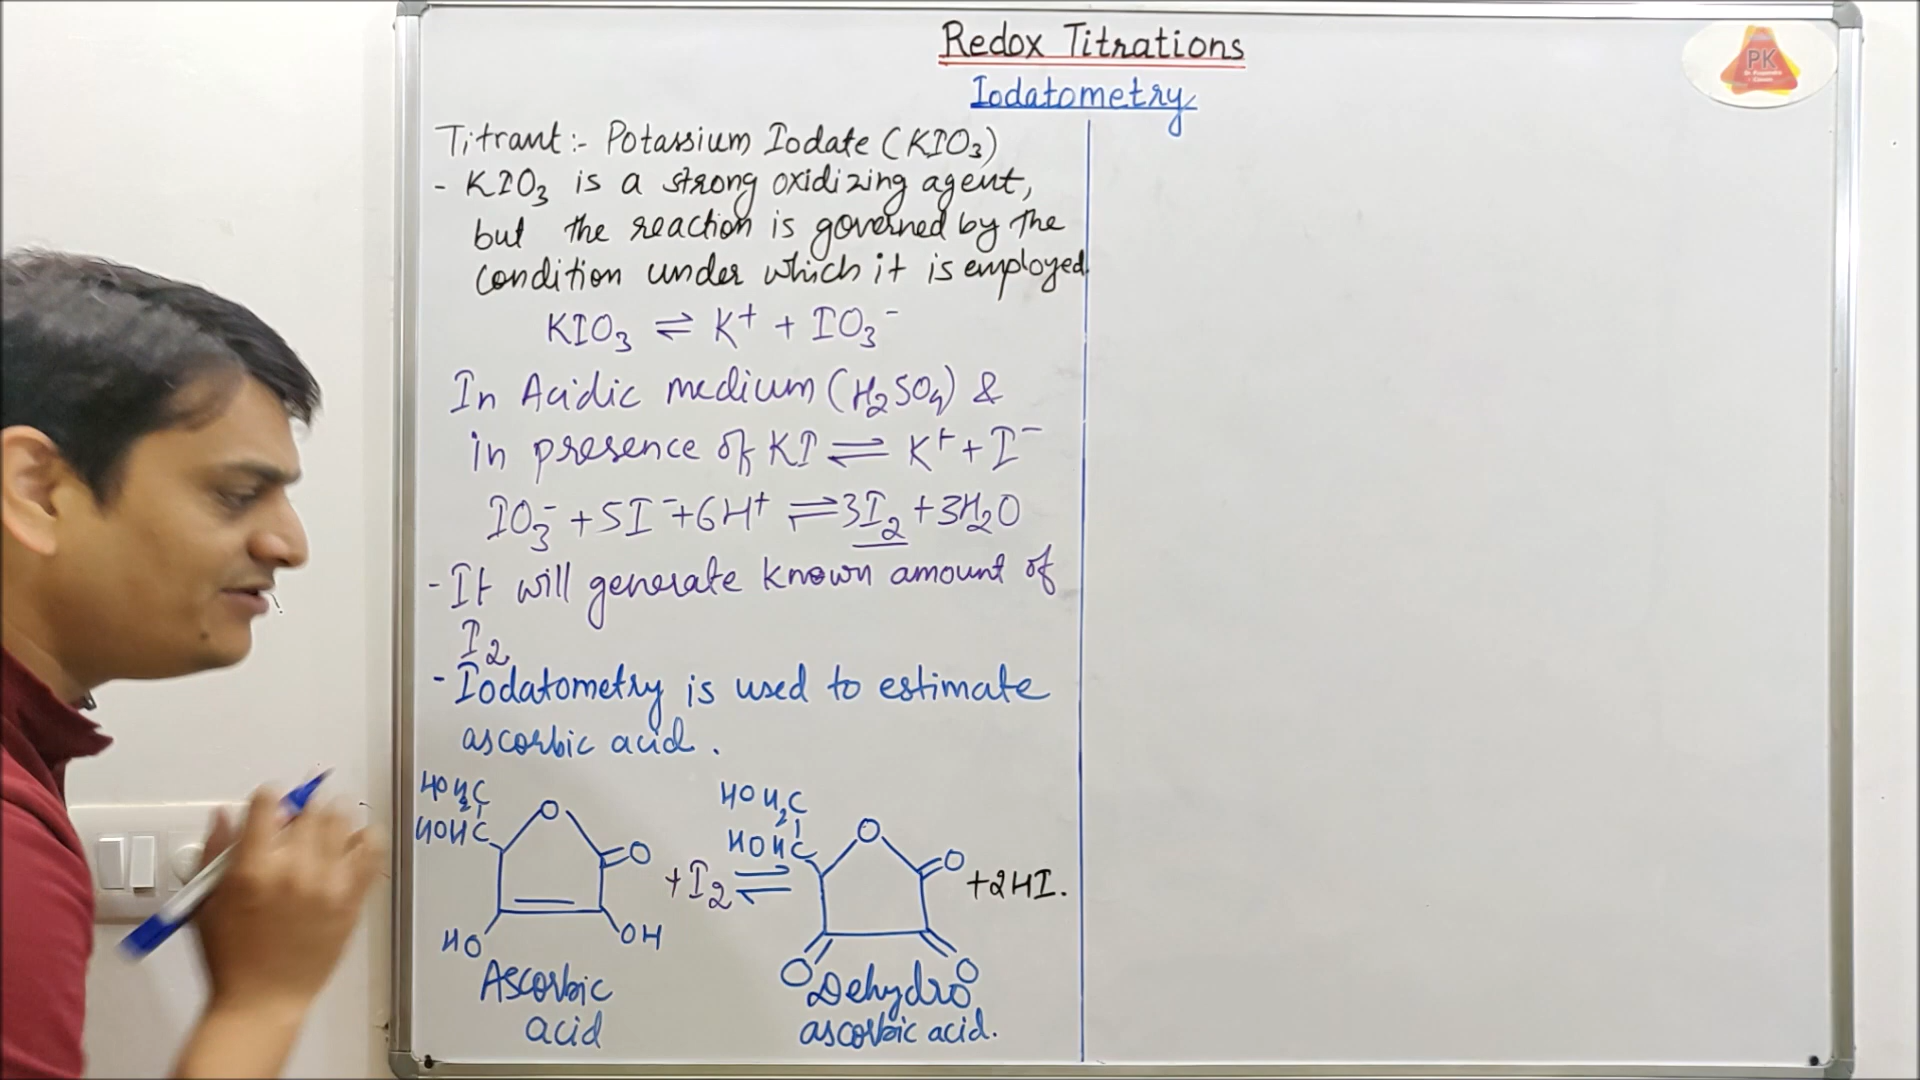 Redox Titrations
Iodatometry
PK
Titrant:- Potassium Iodate (KIO3)
- KIO3 is a strong oxidizing agent,
but the reaction is governed by the
condition under which it is employed
KIO3 ⇌ K+ + IO3-
In Acidic medium (H2SO4) &
in presence of KI ⇌ K+ + I-
IO3- + 5I- + 6H+ ⇌ 3I2 + 3H2O
- It will generate known amount of
I2
- Iodatometry is used to estimate
ascorbic acid.
HOH2C
HOHC
O
O
HO
OH
+ I2 ⇌
HOH2C
HOHC
O
O
O
O
+2HI.
Ascorbic
acid
Dehydro
ascorbic acid.